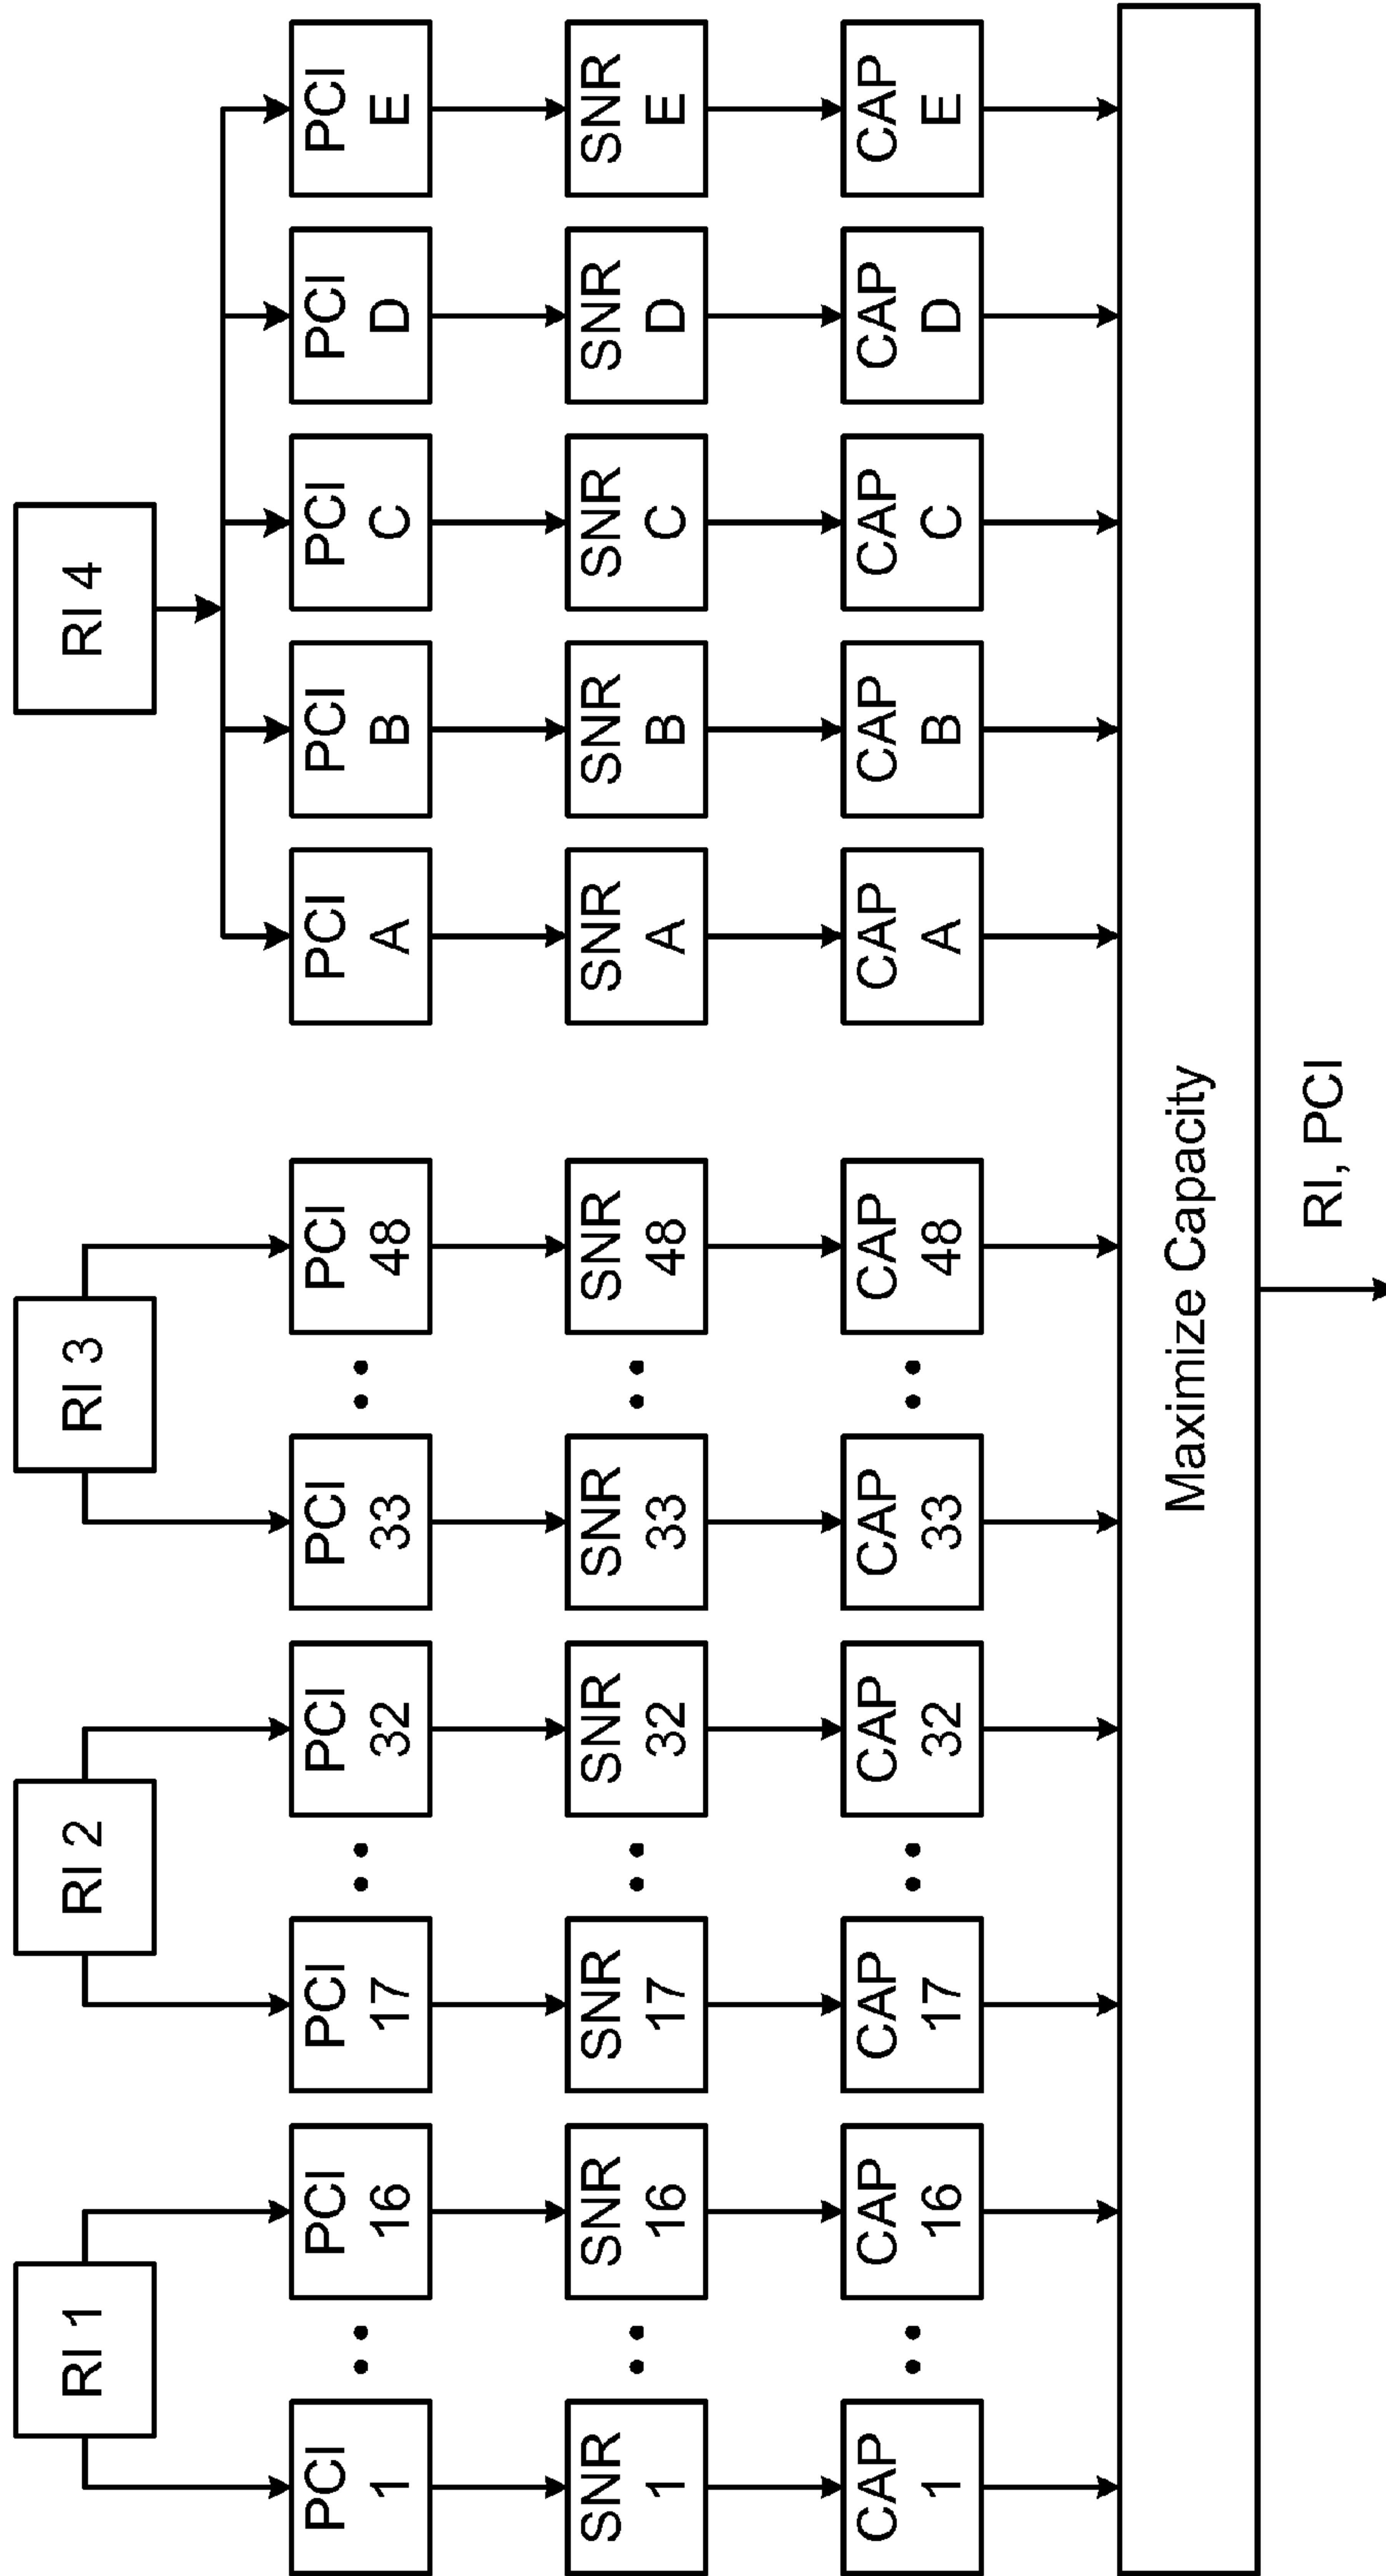 RI 1
RI 2
RI 3
RI 4
PCI
1
PCI
16
PCI
17
PCI
32
PCI
33
PCI
48
PCI
A
PCI
B
PCI
C
PCI
D
PCI
E
SNR
1
SNR
16
SNR
17
SNR
32
SNR
33
SNR
48
SNR
A
SNR
B
SNR
C
SNR
D
SNR
E
CAP
1
CAP
16
CAP
17
CAP
32
CAP
33
CAP
48
CAP
A
CAP
B
CAP
C
CAP
D
CAP
E
Maximize Capacity
RI, PCI